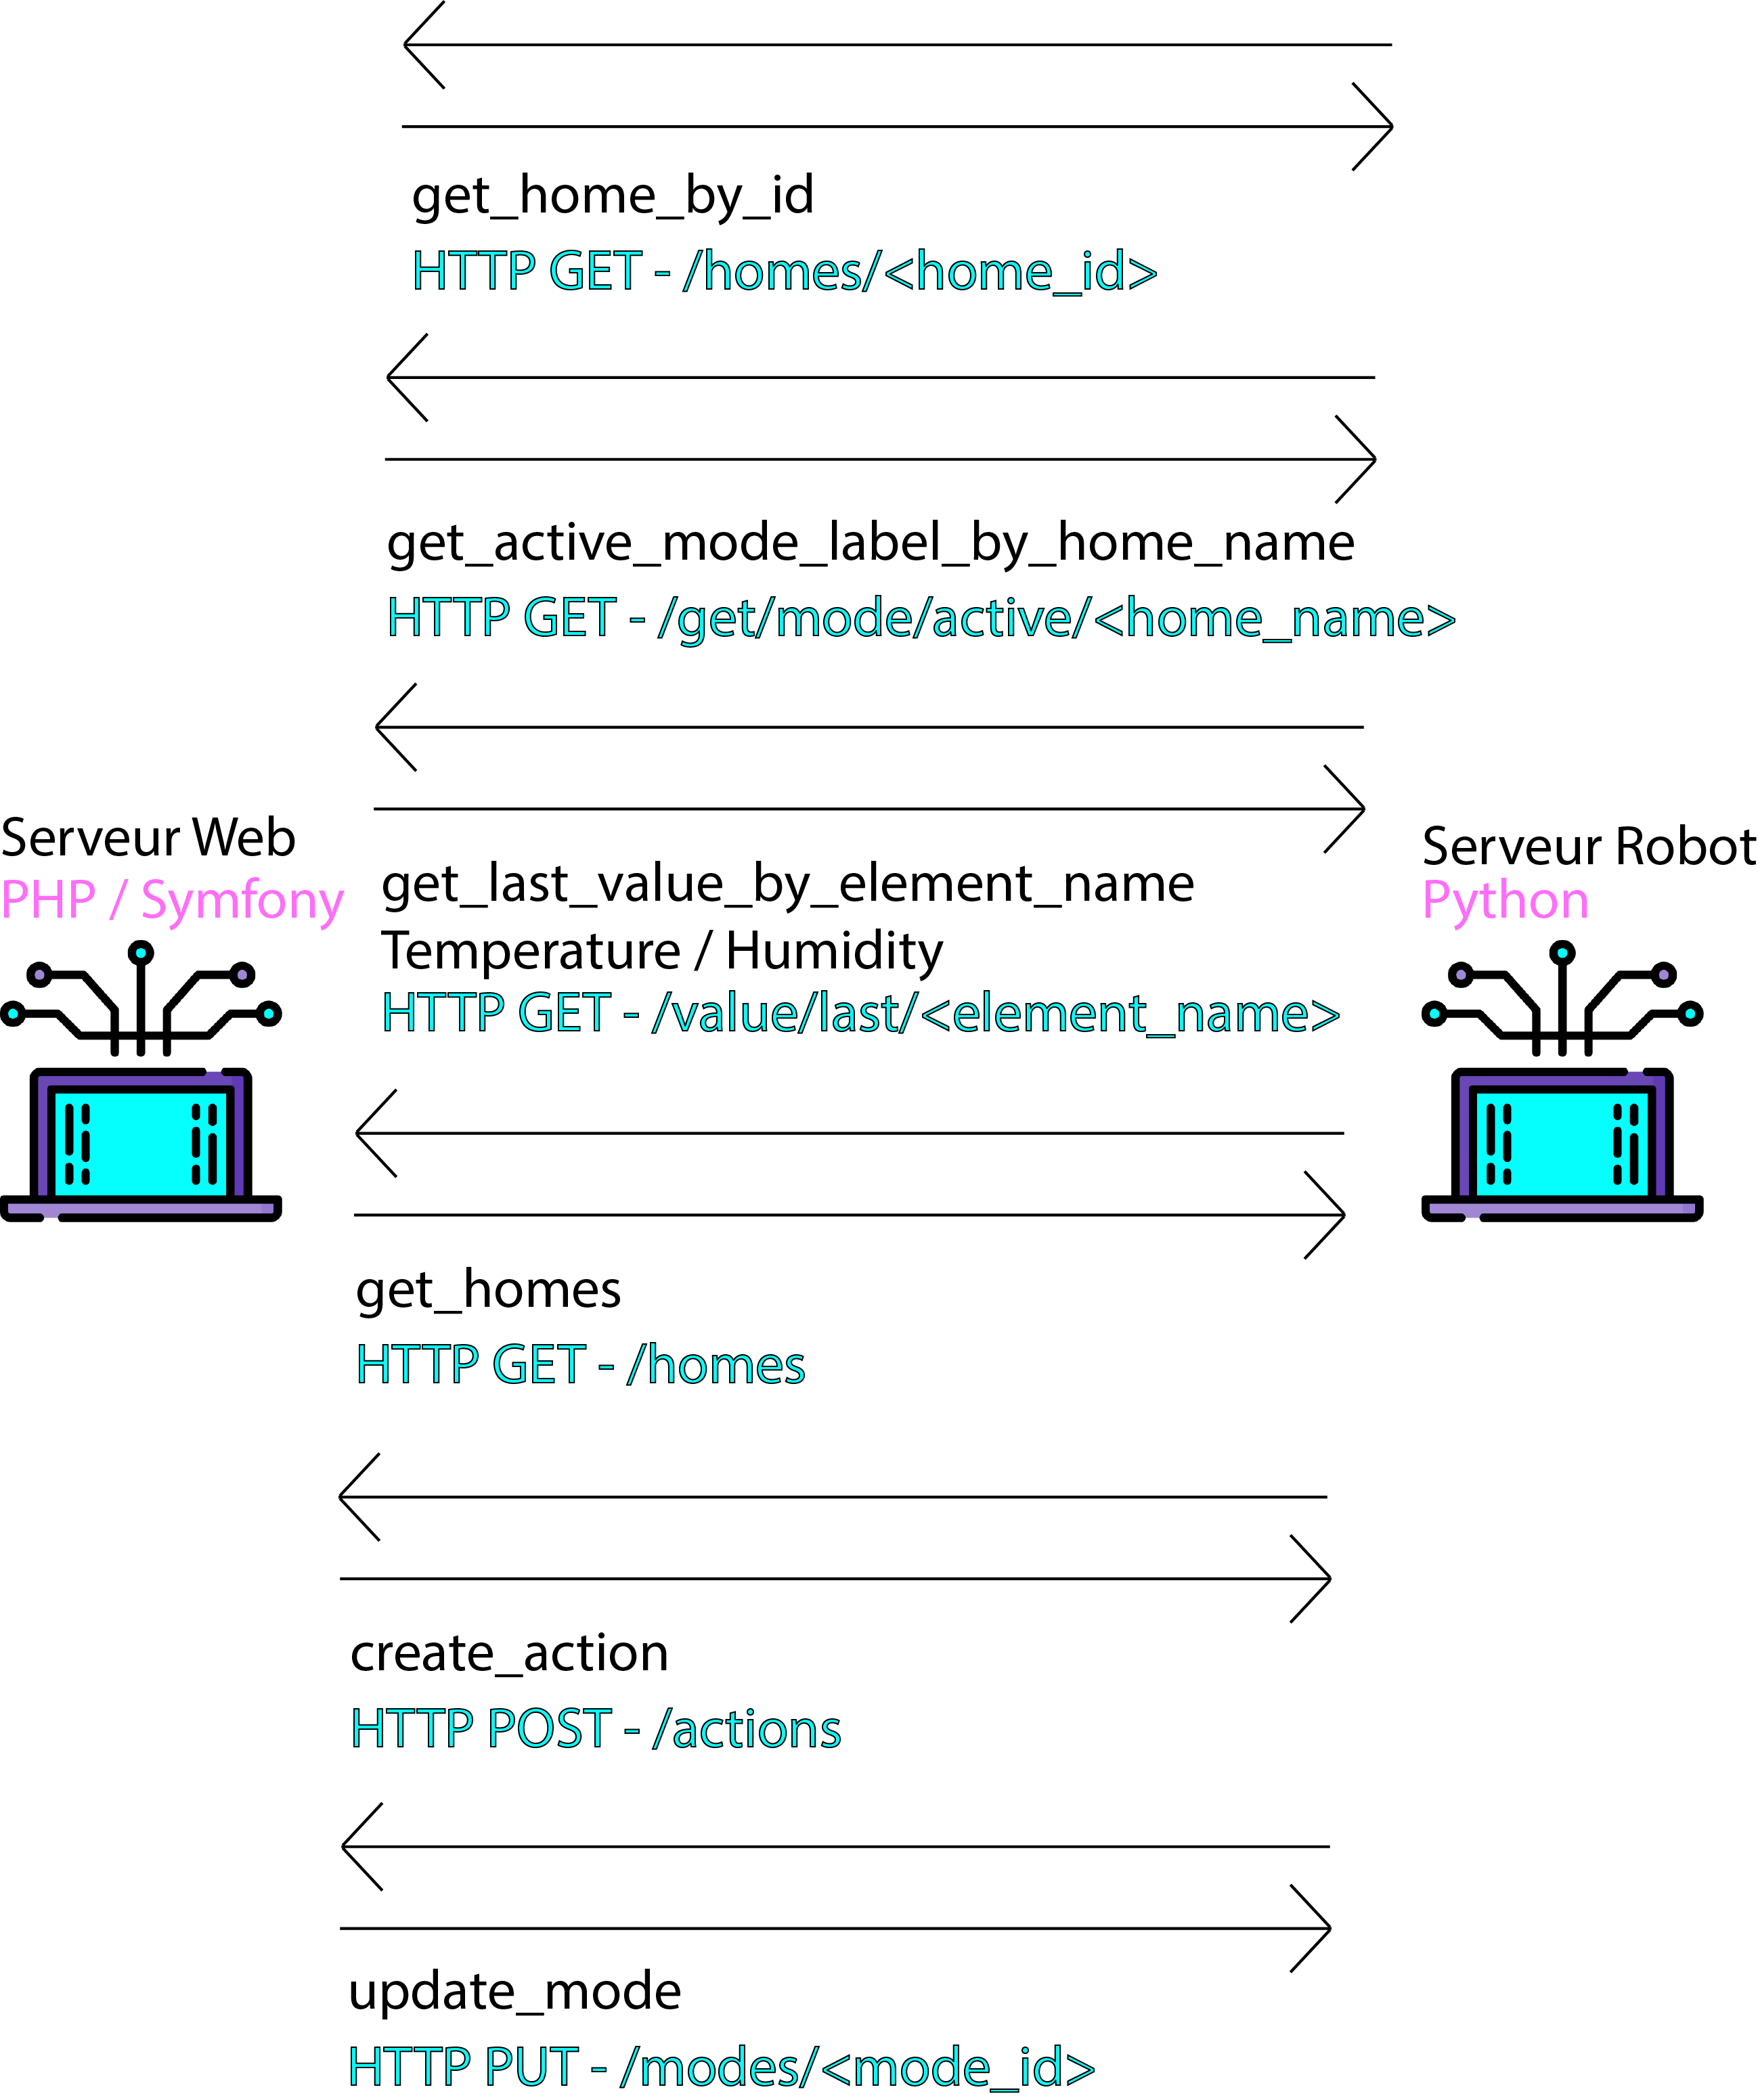 get_home_by_id
HTTP GET - /homes/<home_id>
get_active_mode_label_by_home_name
HTTP GET - /get/mode/active/<home_name>
Serveur Web
PHP / Symfony
get_last_value_by_element_name
Temperature / Humidity
HTTP GET - /value/last/<element_name>
Serveur Robot
Python
get_homes
HTTP GET - /homes
create_action
HTTP POST - /actions
update_mode
HTTP PUT - /modes/<mode_id>